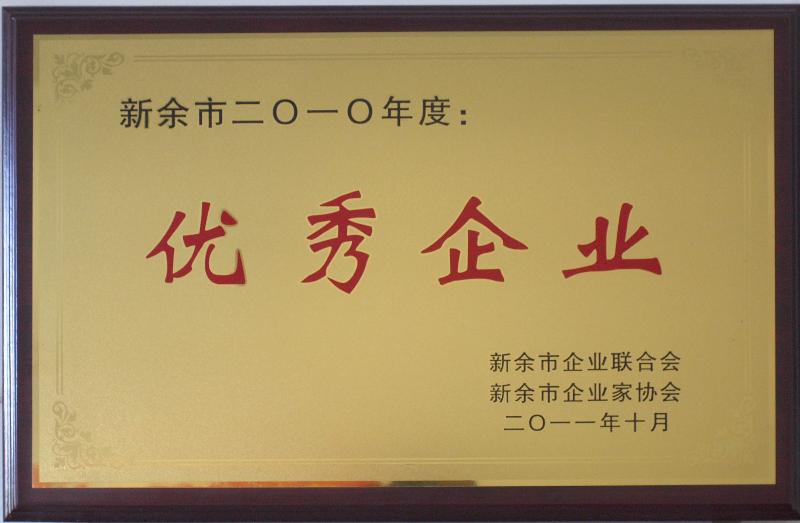 新余市二〇一〇年度：
优秀企业
新余市企业联合会
新余市企业家协会
二〇一一年十月